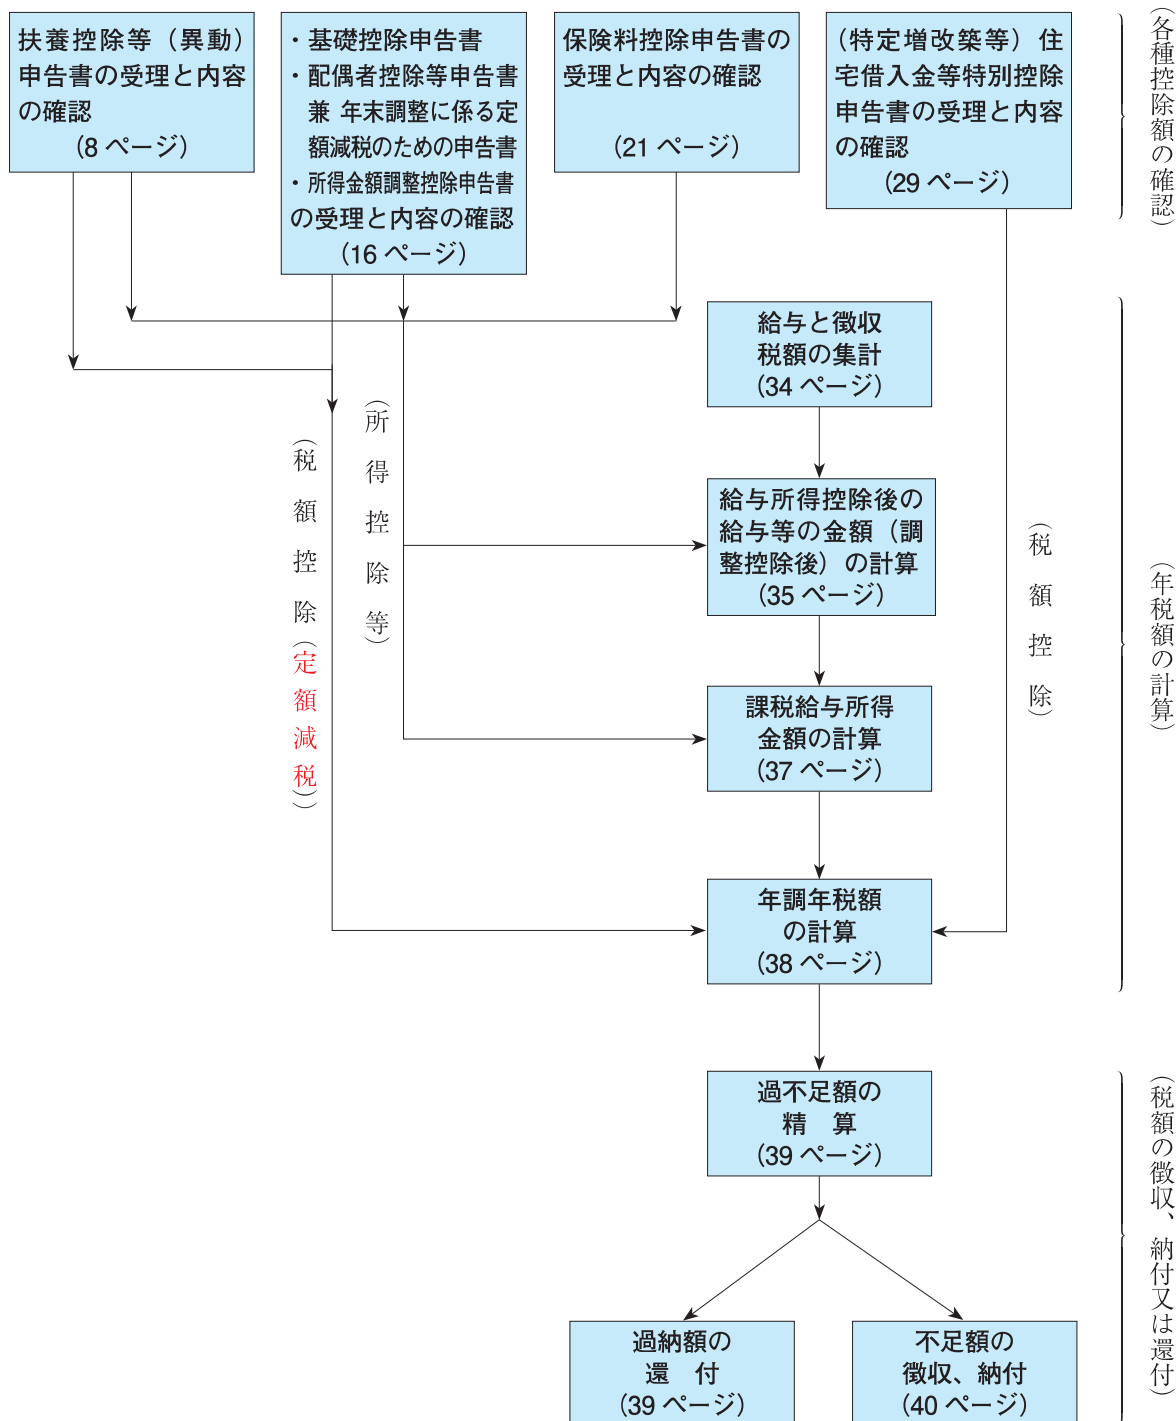 扶養控除等（異動）
申告書の受理と内容
の確認
(8 ページ)
・基礎控除申告書
・配偶者控除等申告書
兼 年末調整に係る定
額減税のための申告書
・所得金額調整控除申告書
の受理と内容の確認
(16 ページ)
保険料控除申告書の
受理と内容の確認
(21 ページ)
（特定増改築等）住
宅借入金等特別控除
申告書の受理と内容
の確認
(29 ページ)
（各種控除額の確認）
給与と徴収
税額の集計
(34 ページ)
（税額控除（定額減税））
（所得控除等）
給与所得控除後の
給与等の金額（調
整控除後）の計算
(35 ページ)
（税額控除）
（年税額の計算）
課税給与所得
金額の計算
(37 ページ)
年調年税額
の計算
(38 ページ)
過不足額の
精　算
(39 ページ)
（税額の徴収、納付又は還付）
過納額の
還　付
(39 ページ)
不足額の
徴収、納付
(40 ページ)